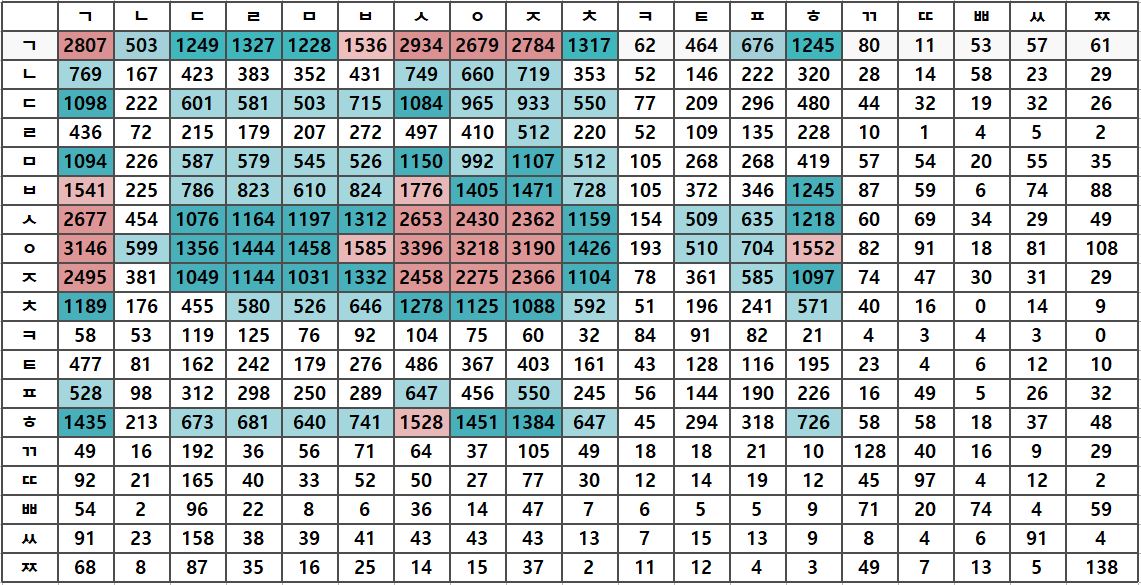 ㄱ ㄴ ㄷ ㄹ ㅁ ㅂ ㅅ ㅇ ㅈ ㅊ ㅋ ㅌ ㅍ ㅎ ㄲ ㄸ ㅃ ㅆ ㅉ
ㄱ 2807 503 1249 1327 1228 1536 2934 2679 2784 1317 62 464 676 1245 80 11 53 57 61
ㄴ 769 167 423 383 352 431 749 660 719 353 52 146 222 320 28 14 58 23 29
ㄷ 1098 222 601 581 503 715 1084 965 933 550 77 209 296 480 44 32 19 32 26
ㄹ 436 72 215 179 207 272 497 410 512 220 52 109 135 228 10 1 4 5 2
ㅁ 1094 226 587 579 545 526 1150 992 1107 512 105 268 268 419 57 54 20 55 35
ㅂ 1541 225 786 823 610 824 1776 1405 1471 728 105 372 346 1245 87 59 6 74 88
ㅅ 2677 454 1076 1164 1197 1312 2653 2430 2362 1159 154 509 635 1218 60 69 34 29 49
ㅇ 3146 599 1356 1444 1458 1585 3396 3218 3190 1426 193 510 704 1552 82 91 18 81 108
ㅈ 2495 381 1049 1144 1031 1332 2458 2275 2366 1104 78 361 585 1097 74 47 30 31 29
ㅊ 1189 176 455 580 526 646 1278 1125 1088 592 51 196 241 571 40 16 0 14 9
ㅋ 58 53 119 125 76 92 104 75 60 32 84 91 82 21 4 3 4 3 0
ㅌ 477 81 162 242 179 276 486 367 403 161 43 128 116 195 23 4 6 12 10
ㅍ 528 98 312 298 250 289 647 456 550 245 56 144 190 226 16 49 5 26 32
ㅎ 1435 213 673 681 640 741 1528 1451 1384 647 45 294 318 726 58 58 18 37 48
ㄲ 49 16 192 36 56 71 64 37 105 49 18 18 21 10 128 40 16 9 29
ㄸ 92 21 165 40 33 52 50 27 77 30 12 14 19 12 45 97 4 12 2
ㅃ 54 2 96 22 8 6 36 14 47 7 6 5 5 9 71 20 74 4 59
ㅆ 91 23 158 38 39 41 43 43 43 13 7 15 13 9 8 4 6 91 4
ㅉ 68 8 87 35 16 25 14 15 37 2 11 12 4 3 49 7 13 5 138